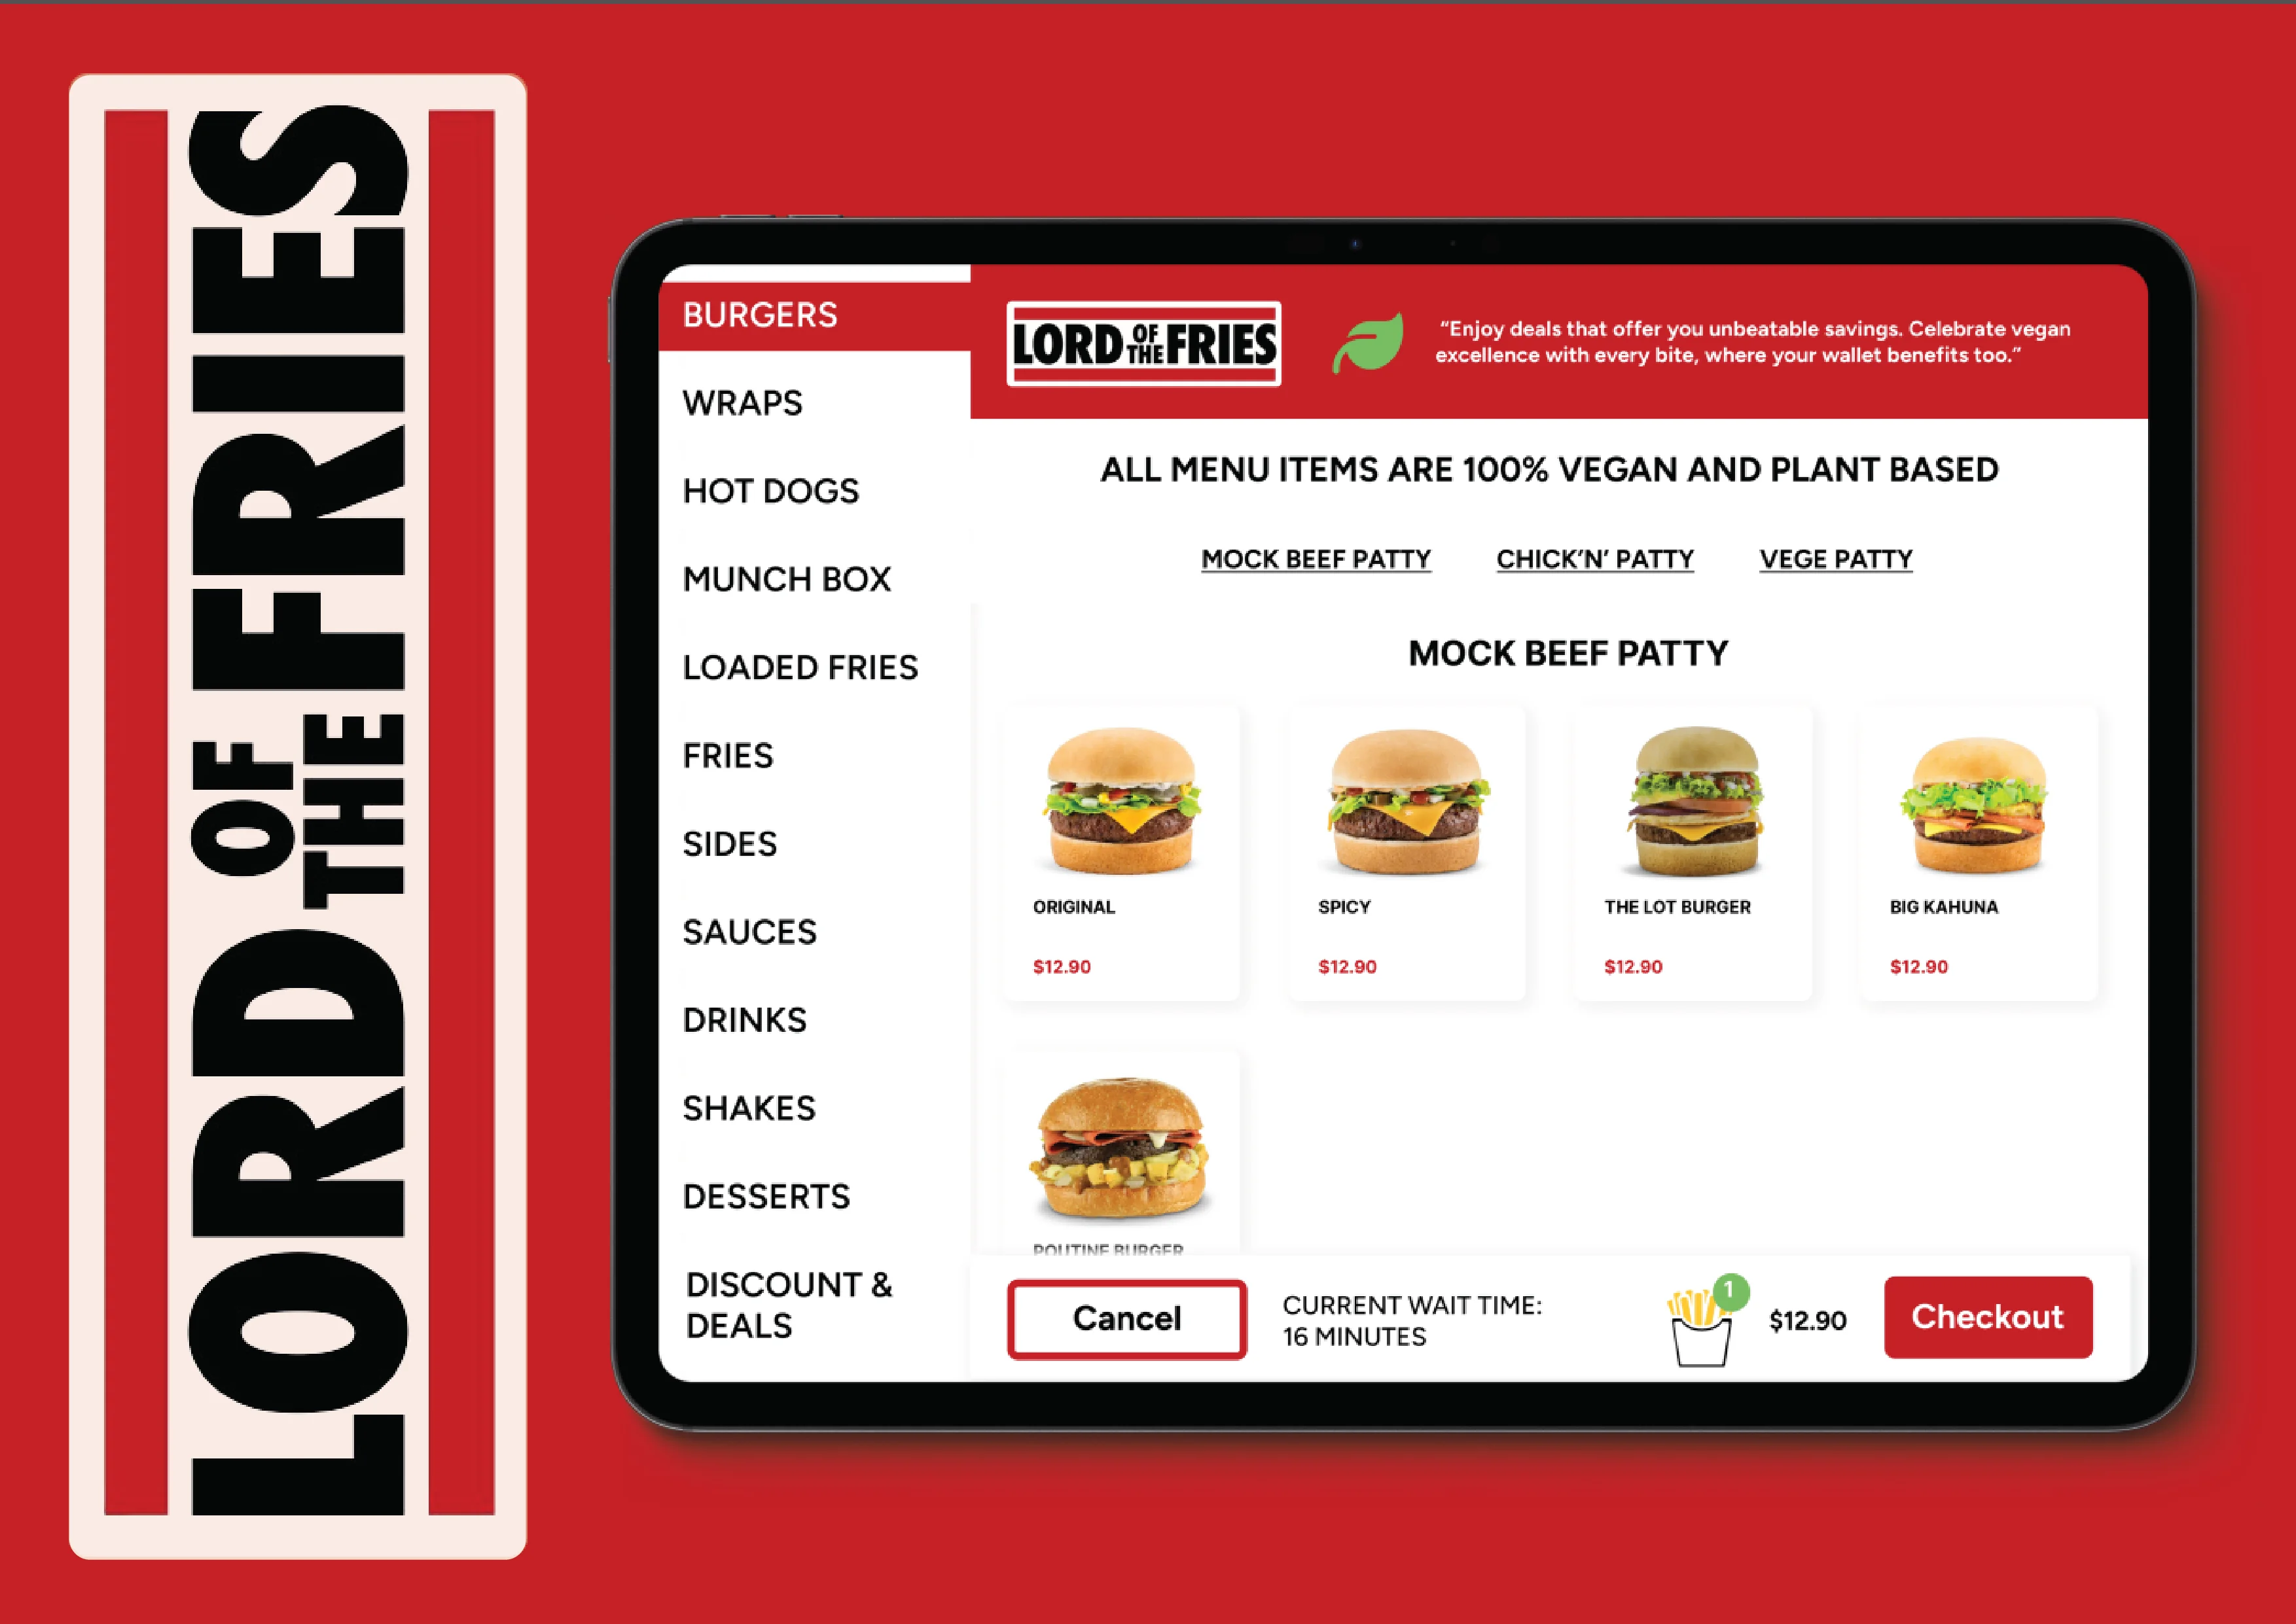 LORD OF THE FRIES
BURGERS
WRAPS
HOT DOGS
MUNCH BOX
LOADED FRIES
FRIES
SIDES
SAUCES
DRINKS
SHAKES
DESSERTS
DISCOUNT &
DEALS
LORD OF THE FRIES
“Enjoy deals that offer you unbeatable savings. Celebrate vegan
excellence with every bite, where your wallet benefits too.”
ALL MENU ITEMS ARE 100% VEGAN AND PLANT BASED
MOCK BEEF PATTY CHICK’N’ PATTY VEGE PATTY
MOCK BEEF PATTY
ORIGINAL
$12.90
SPICY
$12.90
THE LOT BURGER
$12.90
BIG KAHUNA
$12.90
POUTINE BURGER
Cancel
CURRENT WAIT TIME:
16 MINUTES
1
$12.90
Checkout